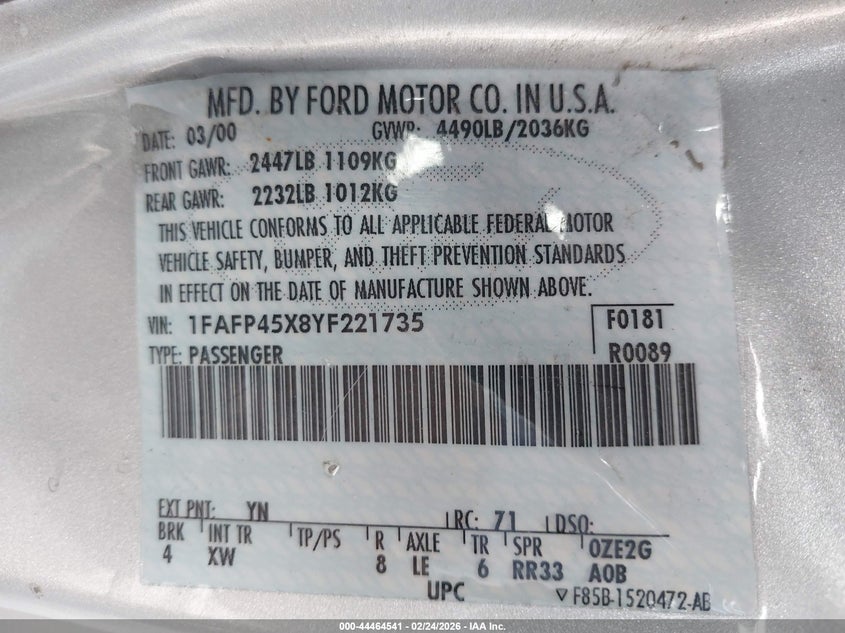 MFD. BY FORD MOTOR CO. IN U.S.A.
DATE: 03/00 GVWR: 4490LB/2036KG
FRONT GAWR: 2447LB 1109KG
REAR GAWR: 2232LB 1012KG
THIS VEHICLE CONFORMS TO ALL APPLICABLE FEDERAL MOTOR
VEHICLE SAFETY, BUMPER, AND THEFT PREVENTION STANDARDS
IN EFFECT ON THE DATE OF MANUFACTURE SHOWN ABOVE.
VIN: 1FAFP45X8YF221735 F0181
TYPE: PASSENGER R0089
EXT PNT: YN RC: 71 DSO:
BRK INT TR TP/PS R AXLE TR SPR OZE2G
4 XW 8 LE 6 RR33 A0B
UPC ▽ F85B-1520472-AB
000-44464541 - 02/24/2026 - IAA Inc.